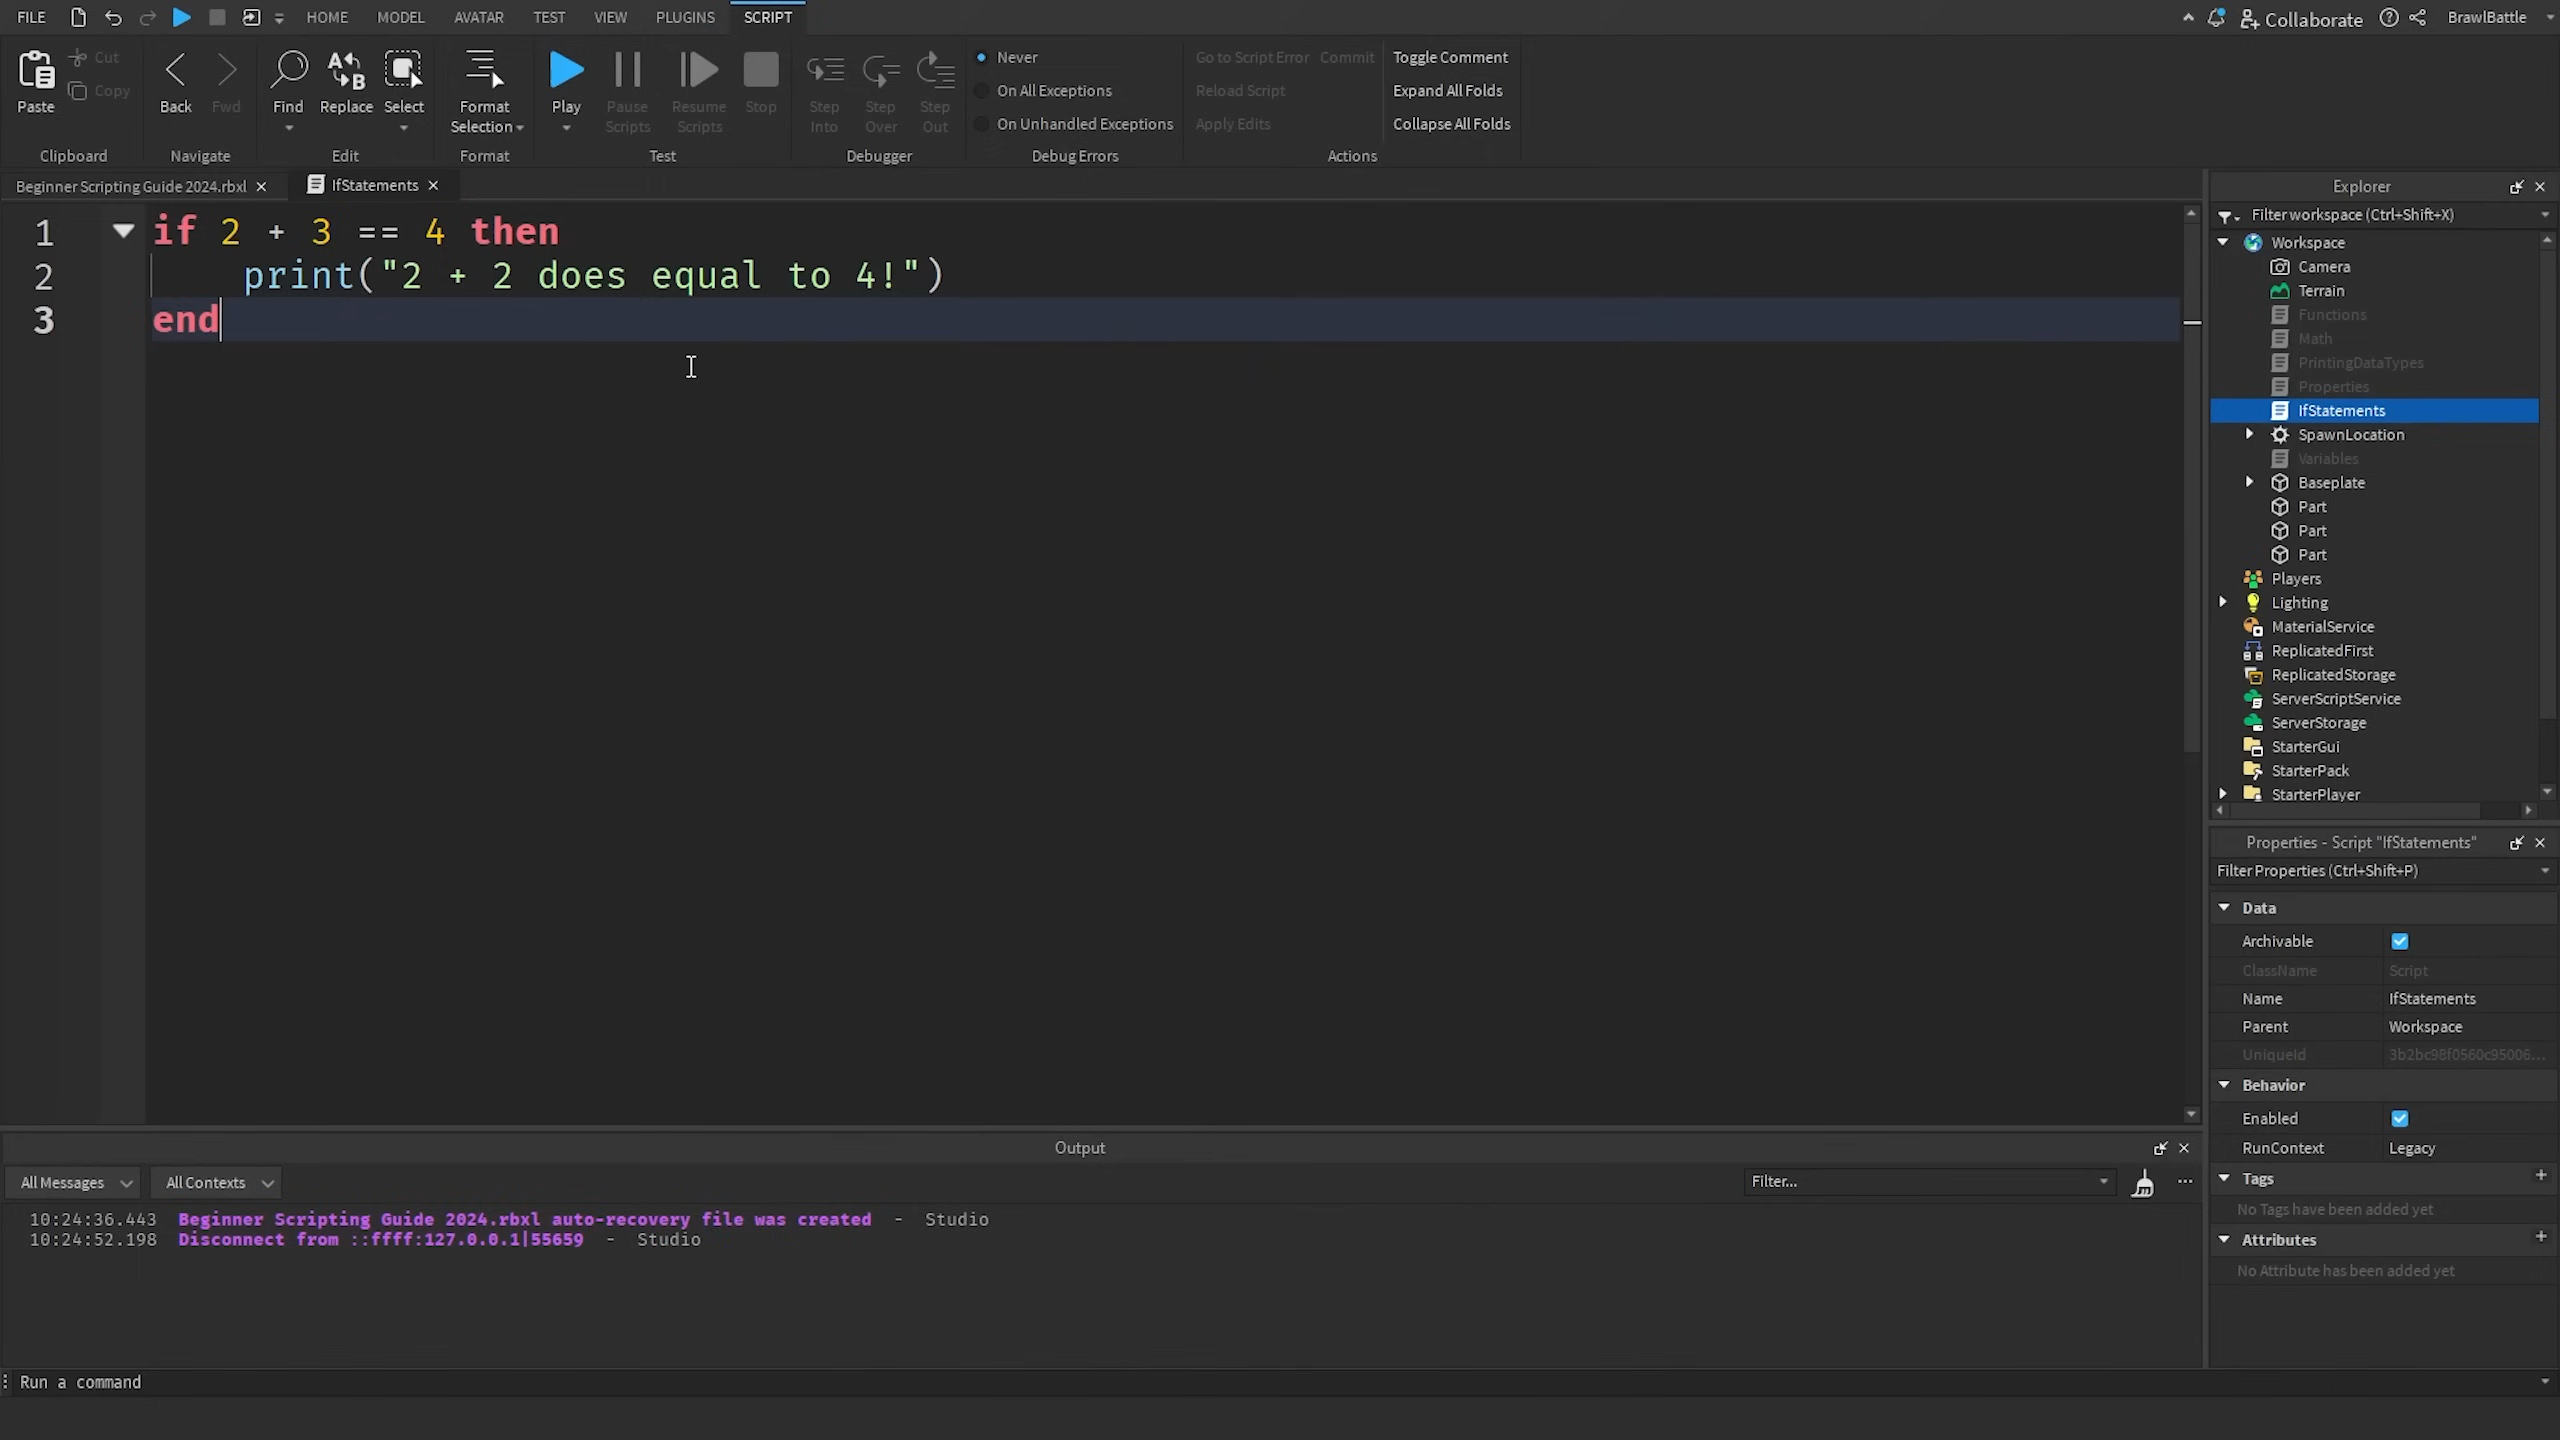 FILE HOME MODEL AVATAR TEST VIEW PLUGINS SCRIPT Collaborate BrawlBattle
Paste Cut Copy
Clipboard
Back Fwd
Navigate
Find Replace Select
Edit
Format Selection
Format
Play Pause Scripts Resume Scripts Stop
Test
Step Into Step Over Step Out
Debugger
Never
On All Exceptions
On Unhandled Exceptions
Debug Errors
Go to Script Error Commit
Reload Script
Apply Edits
Toggle Comment
Expand All Folds
Collapse All Folds
Actions
Beginner Scripting Guide 2024.rbxl × IfStatements ×
1 if 2 + 3 == 4 then
2 print("2 + 2 does equal to 4!")
3 end
Explorer
Filter workspace (Ctrl+Shift+X)
Workspace
Camera
Terrain
Functions
Math
PrintingDataTypes
Properties
IfStatements
SpawnLocation
Variables
Baseplate
Part
Part
Part
Players
Lighting
MaterialService
ReplicatedFirst
ReplicatedStorage
ServerScriptService
ServerStorage
StarterGui
StarterPack
StarterPlayer
Properties - Script "IfStatements"
Filter Properties (Ctrl+Shift+P)
Data
Archivable
ClassName Script
Name IfStatements
Parent Workspace
UniqueId 3b2bc98f0560c95006...
Behavior
Enabled
RunContext Legacy
Tags +
No Tags have been added yet
Attributes +
No Attribute has been added yet
Output
All Messages All Contexts Filter... ...
10:24:36.443 Beginner Scripting Guide 2024.rbxl auto-recovery file was created - Studio
10:24:52.198 Disconnect from ::ffff:127.0.0.1|55659 - Studio
Run a command